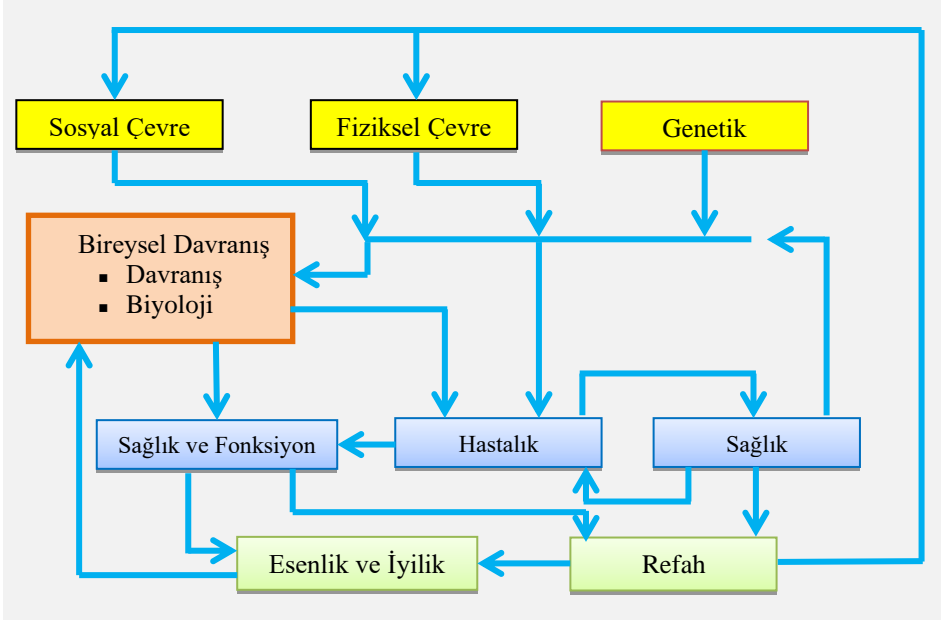 Sosyal Çevre
Fiziksel Çevre
Genetik
Bireysel Davranış
▪ Davranış
▪ Biyoloji
Sağlık ve Fonksiyon
Hastalık
Sağlık
Esenlik ve İyilik
Refah